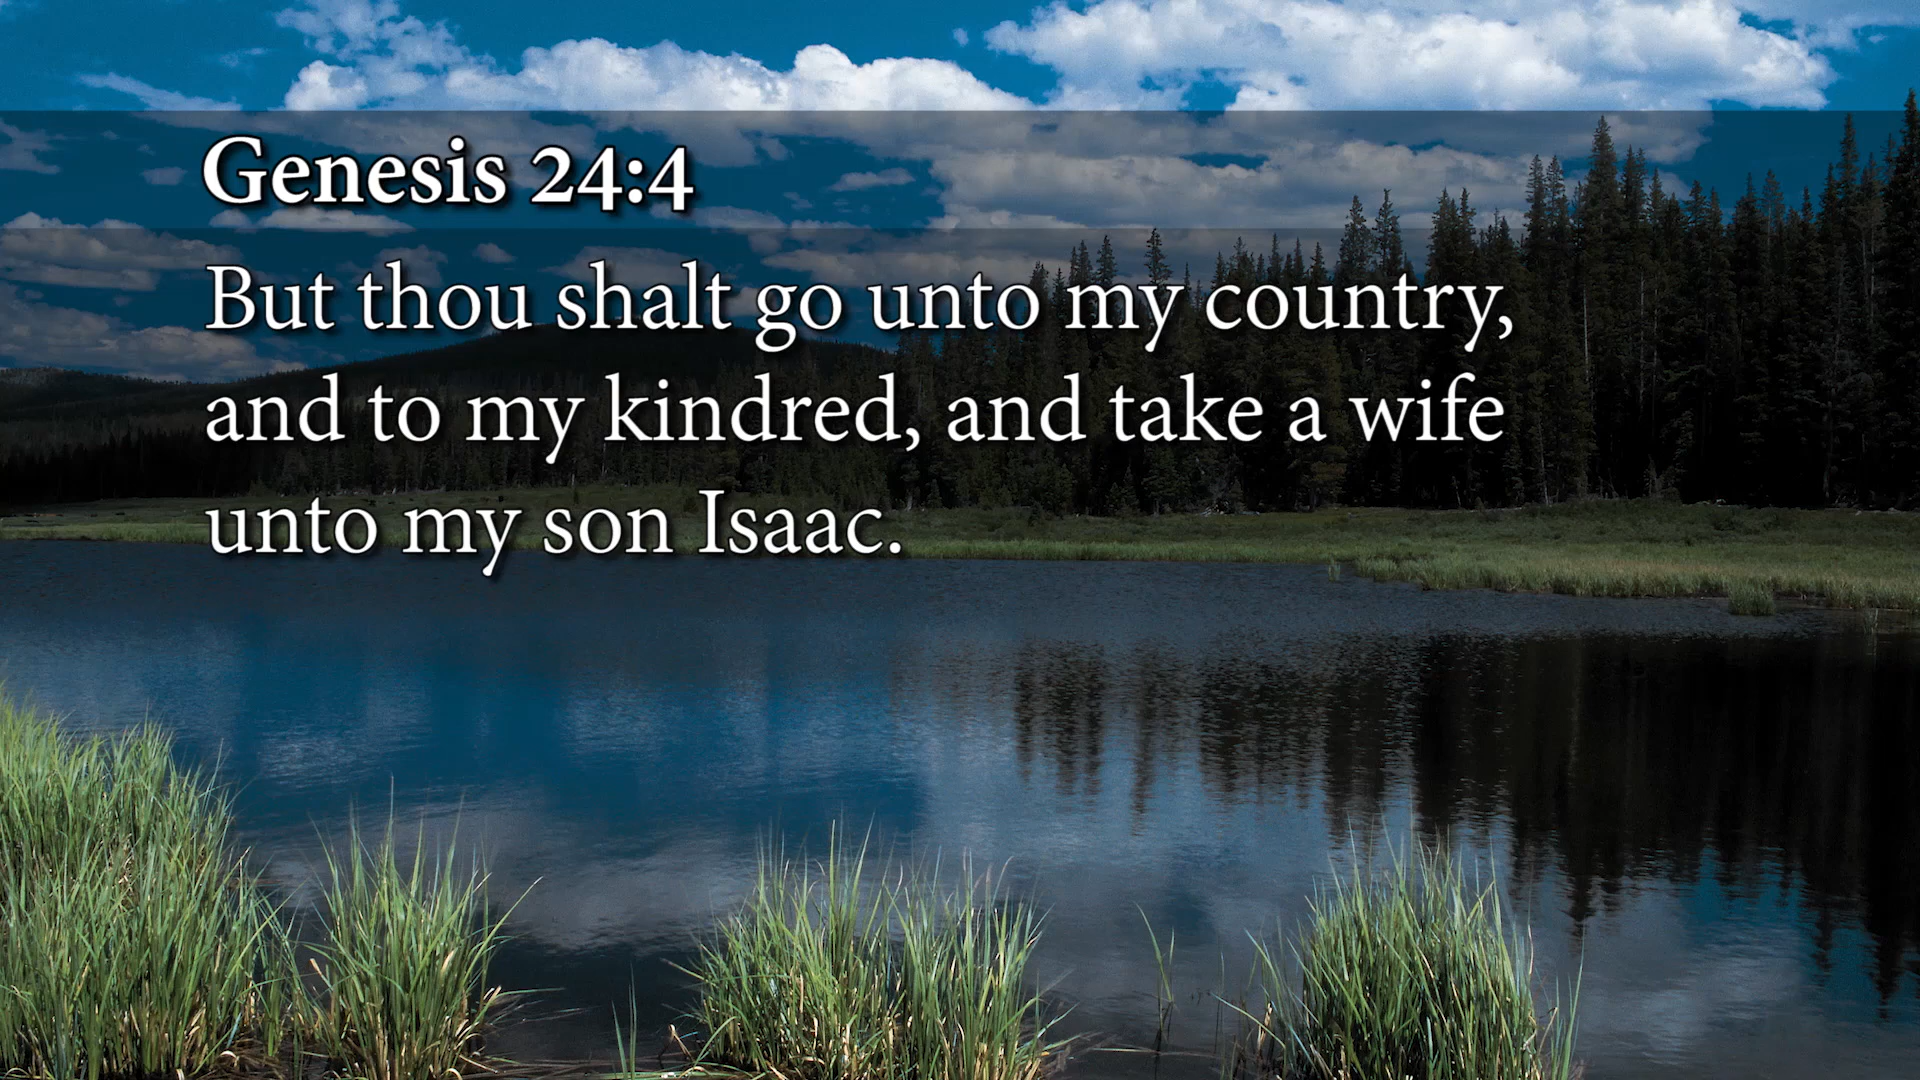 Genesis 24:4
But thou shalt go unto my country,
and to my kindred, and take a wife
unto my son Isaac.